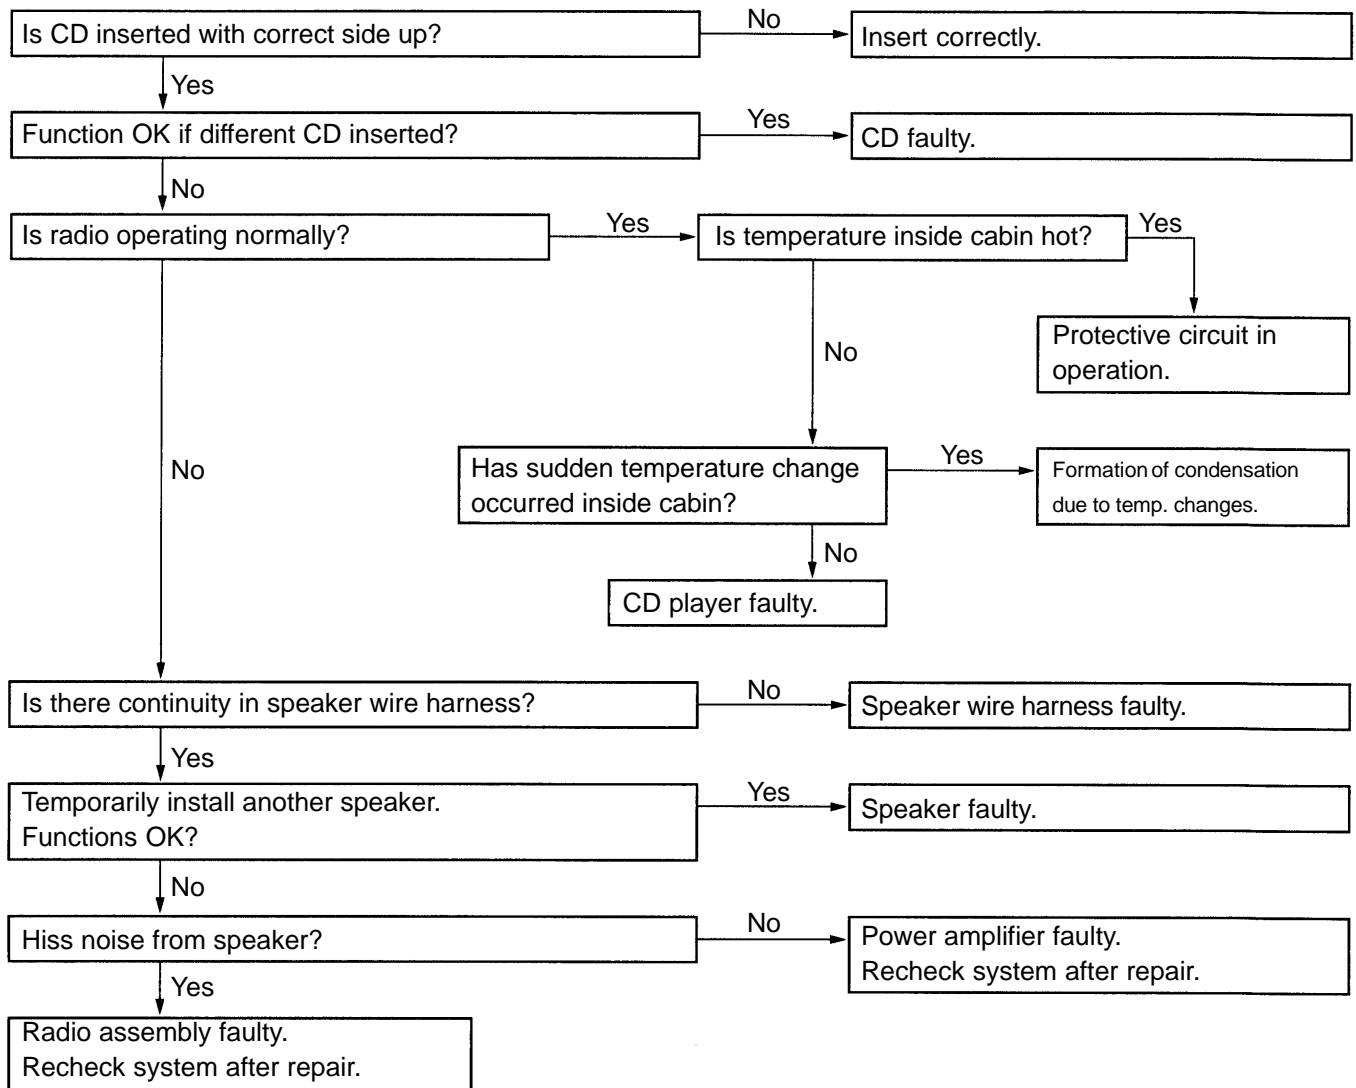 Is CD inserted with correct side up?
No
Insert correctly.
Yes
Function OK if different CD inserted?
Yes
CD faulty.
No
Is radio operating normally?
Yes
Is temperature inside cabin hot?
Yes
Protective circuit in
operation.
No
No
Has sudden temperature change
occurred inside cabin?
Yes
Formation of condensation
due to temp. changes.
No
CD player faulty.
Is there continuity in speaker wire harness?
No
Speaker wire harness faulty.
Yes
Temporarily install another speaker.
Functions OK?
Yes
Speaker faulty.
No
Hiss noise from speaker?
No
Power amplifier faulty.
Recheck system after repair.
Yes
Radio assembly faulty.
Recheck system after repair.